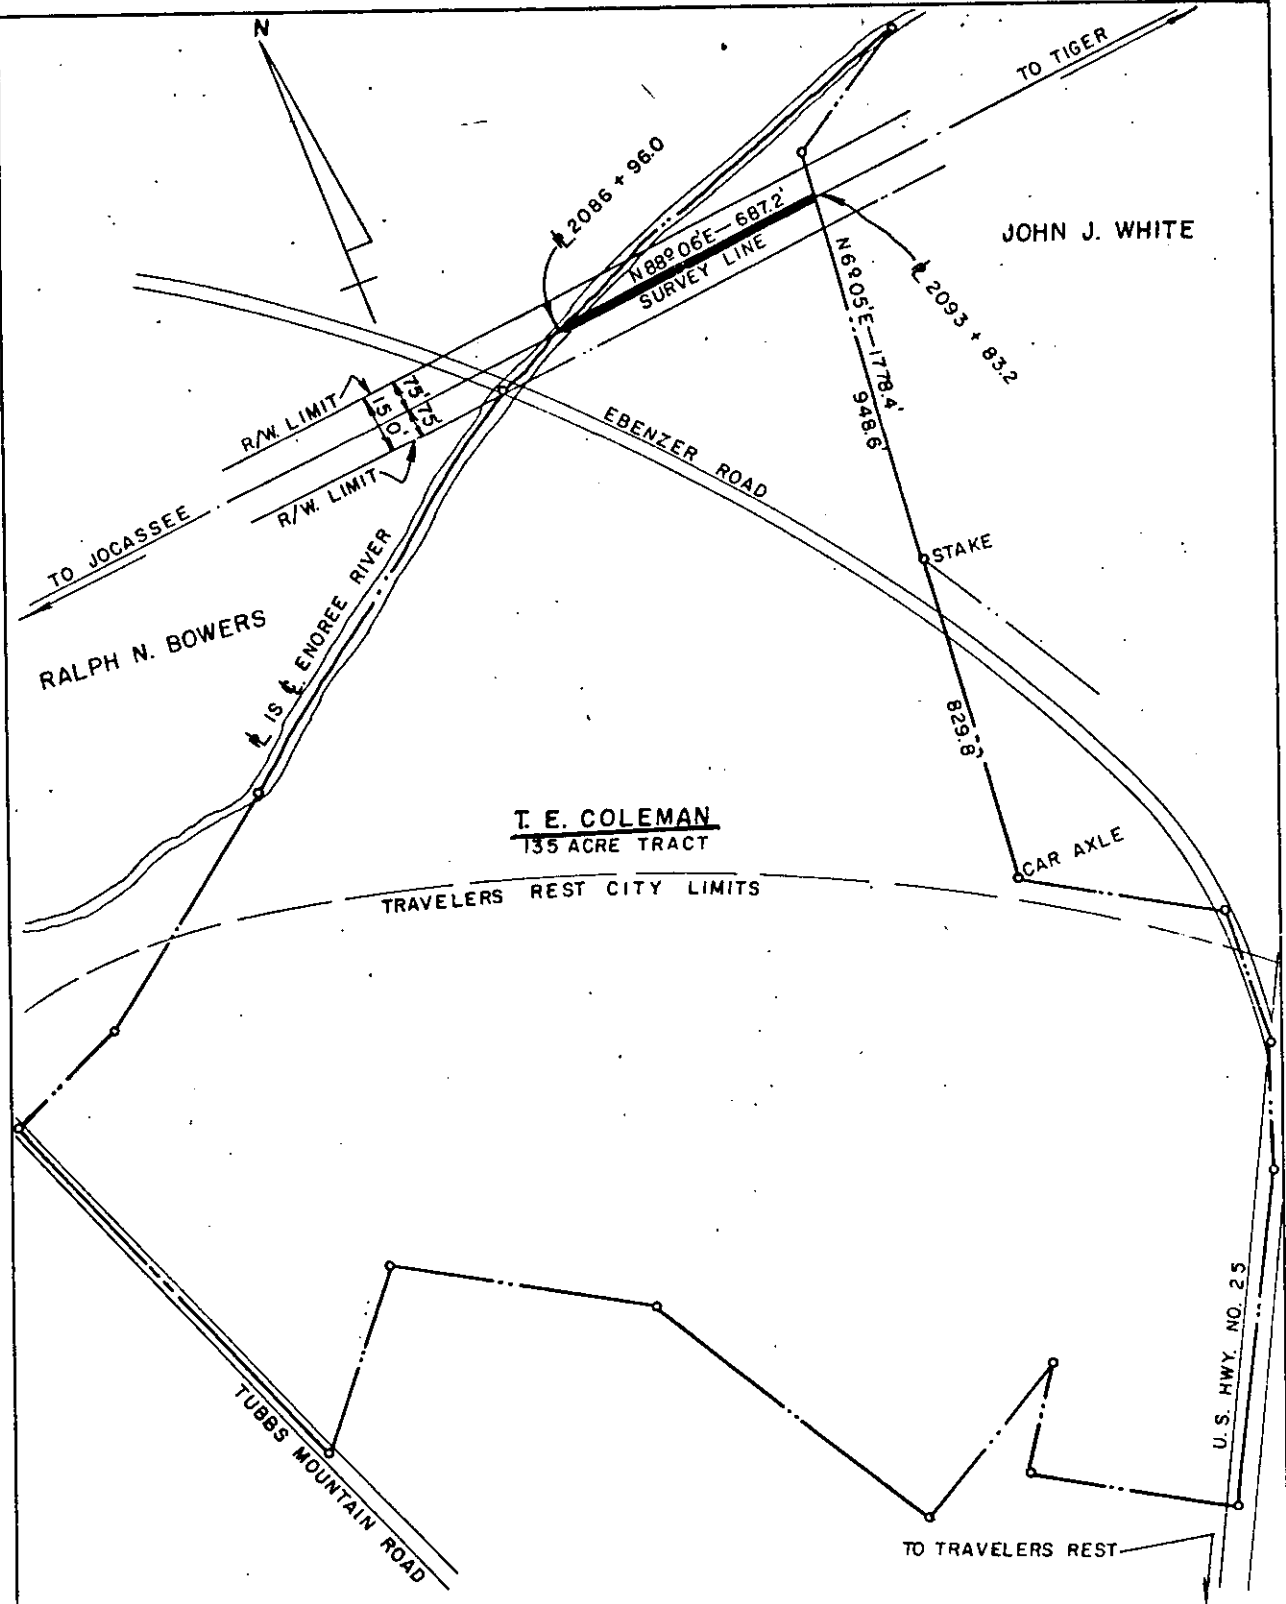 N
TO TIGER
℄ 2086 + 96.0
N 88º 06'E — 687.2'
SURVEY LINE
JOHN J. WHITE
N 6º 05'E — 1778.4'
948.6'
℄ 2093 + 83.2
R/W. LIMIT
75'
75'
150'
R/W. LIMIT
EBENZER ROAD
TO JOCASSEE
STAKE
RALPH N. BOWERS
℄ IS ℄ ENOREE RIVER
829.8'
T. E. COLEMAN
135 ACRE TRACT
CAR AXLE
TRAVELERS REST CITY LIMITS
U.S. HWY. NO. 25
TUBBS MOUNTAIN ROAD
TO TRAVELERS REST